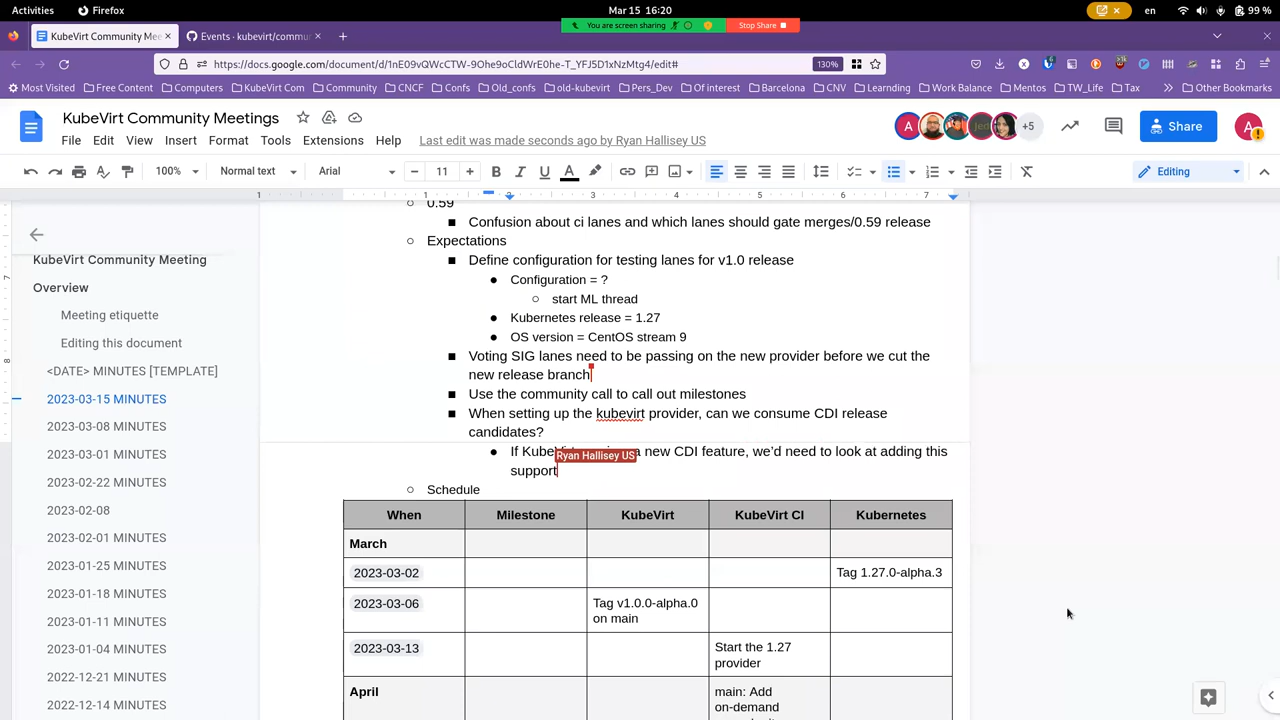 Activities
Firefox
Mar 15 16:20
en
99 %
You are screen sharing
Stop Share
KubeVirt Community Mee
Events · kubevirt/commu
https://docs.google.com/document/d/1nE09vQWcCTW-9Ohe9oCldWrE0he-T_YFJ5D1xNzMtg4/edit#
130%
Most Visited
Free Content
Computers
KubeVirt Com
Community
CNCF
Confs
Old_confs
old-kubevirt
Pers_Dev
Of interest
Barcelona
CNV
Learnding
Work Balance
Mentos
TW_Life
Tax
Other Bookmarks
KubeVirt Community Meetings
File Edit View Insert Format Tools Extensions Help
Last edit was made seconds ago by Ryan Hallisey US
A
+5
Share
A
100%
Normal text
Arial
11
Editing
1 2 3 4 5 6 7
7
8
KubeVirt Community Meeting
Overview
Meeting etiquette
Editing this document
<DATE> MINUTES [TEMPLATE]
2023-03-15 MINUTES
2023-03-08 MINUTES
2023-03-01 MINUTES
2023-02-22 MINUTES
2023-02-08
2023-02-01 MINUTES
2023-01-25 MINUTES
2023-01-18 MINUTES
2023-01-11 MINUTES
2023-01-04 MINUTES
2022-12-21 MINUTES
2022-12-14 MINUTES
0.59
Confusion about ci lanes and which lanes should gate merges/0.59 release
Expectations
Define configuration for testing lanes for v1.0 release
Configuration = ?
start ML thread
Kubernetes release = 1.27
OS version = CentOS stream 9
Voting SIG lanes need to be passing on the new provider before we cut the
new release branch
Use the community call to call out milestones
When setting up the kubevirt provider, can we consume CDI release
candidates?
If Kube a new CDI feature, we'd need to look at adding this
Ryan Hallisey US
support
Schedule
When Milestone KubeVirt KubeVirt CI Kubernetes
March
2023-03-02 Tag 1.27.0-alpha.3
2023-03-06 Tag v1.0.0-alpha.0
on main
2023-03-13 Start the 1.27
provider
April main: Add
on-demand